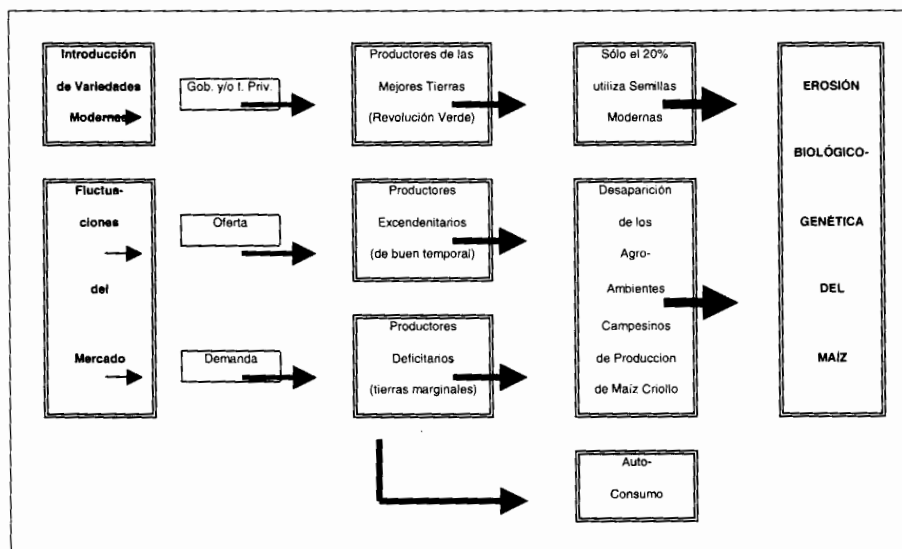 Introducción
de Variedades
Modernas
Gob. y/o I. Priv.
Productores de las
Mejores Tierras
(Revolución Verde)
Sólo el 20%
utiliza Semillas
Modernas
Fluctua-
ciones
del
Mercado
Oferta
Productores
Excendenitarios
(de buen temporal)
Demanda
Productores
Deficitarios
(tierras marginales)
Desaparición
de los
Agro-
Ambientes
Campesinos
de Produccion
de Maíz Criollo
Auto-
Consumo
EROSIÓN
BIOLÓGICO-
GENÉTICA
DEL
MAÍZ